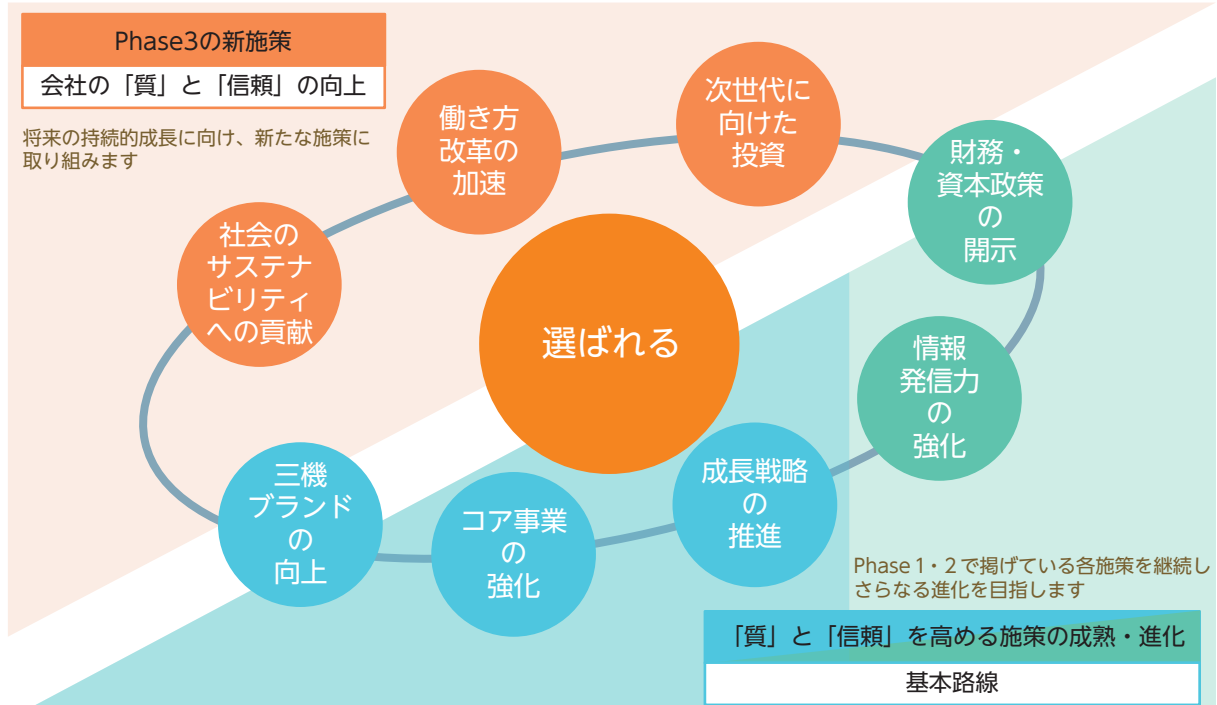 Phase3の新施策
会社の「質」と「信頼」の向上
将来の持続的成長に向け、新たな施策に
取り組みます
働き方
改革の
加速
次世代に
向けた
投資
財務・
資本政策
の
開示
社会の
サステナ
ビリティ
への貢献
選ばれる
情報
発信力
の
強化
三機
ブランド
の
向上
コア事業
の
強化
成長戦略
の
推進
Phase 1・2で掲げている各施策を継続し
さらなる進化を目指します
「質」と「信頼」を高める施策の成熟・進化
基本路線